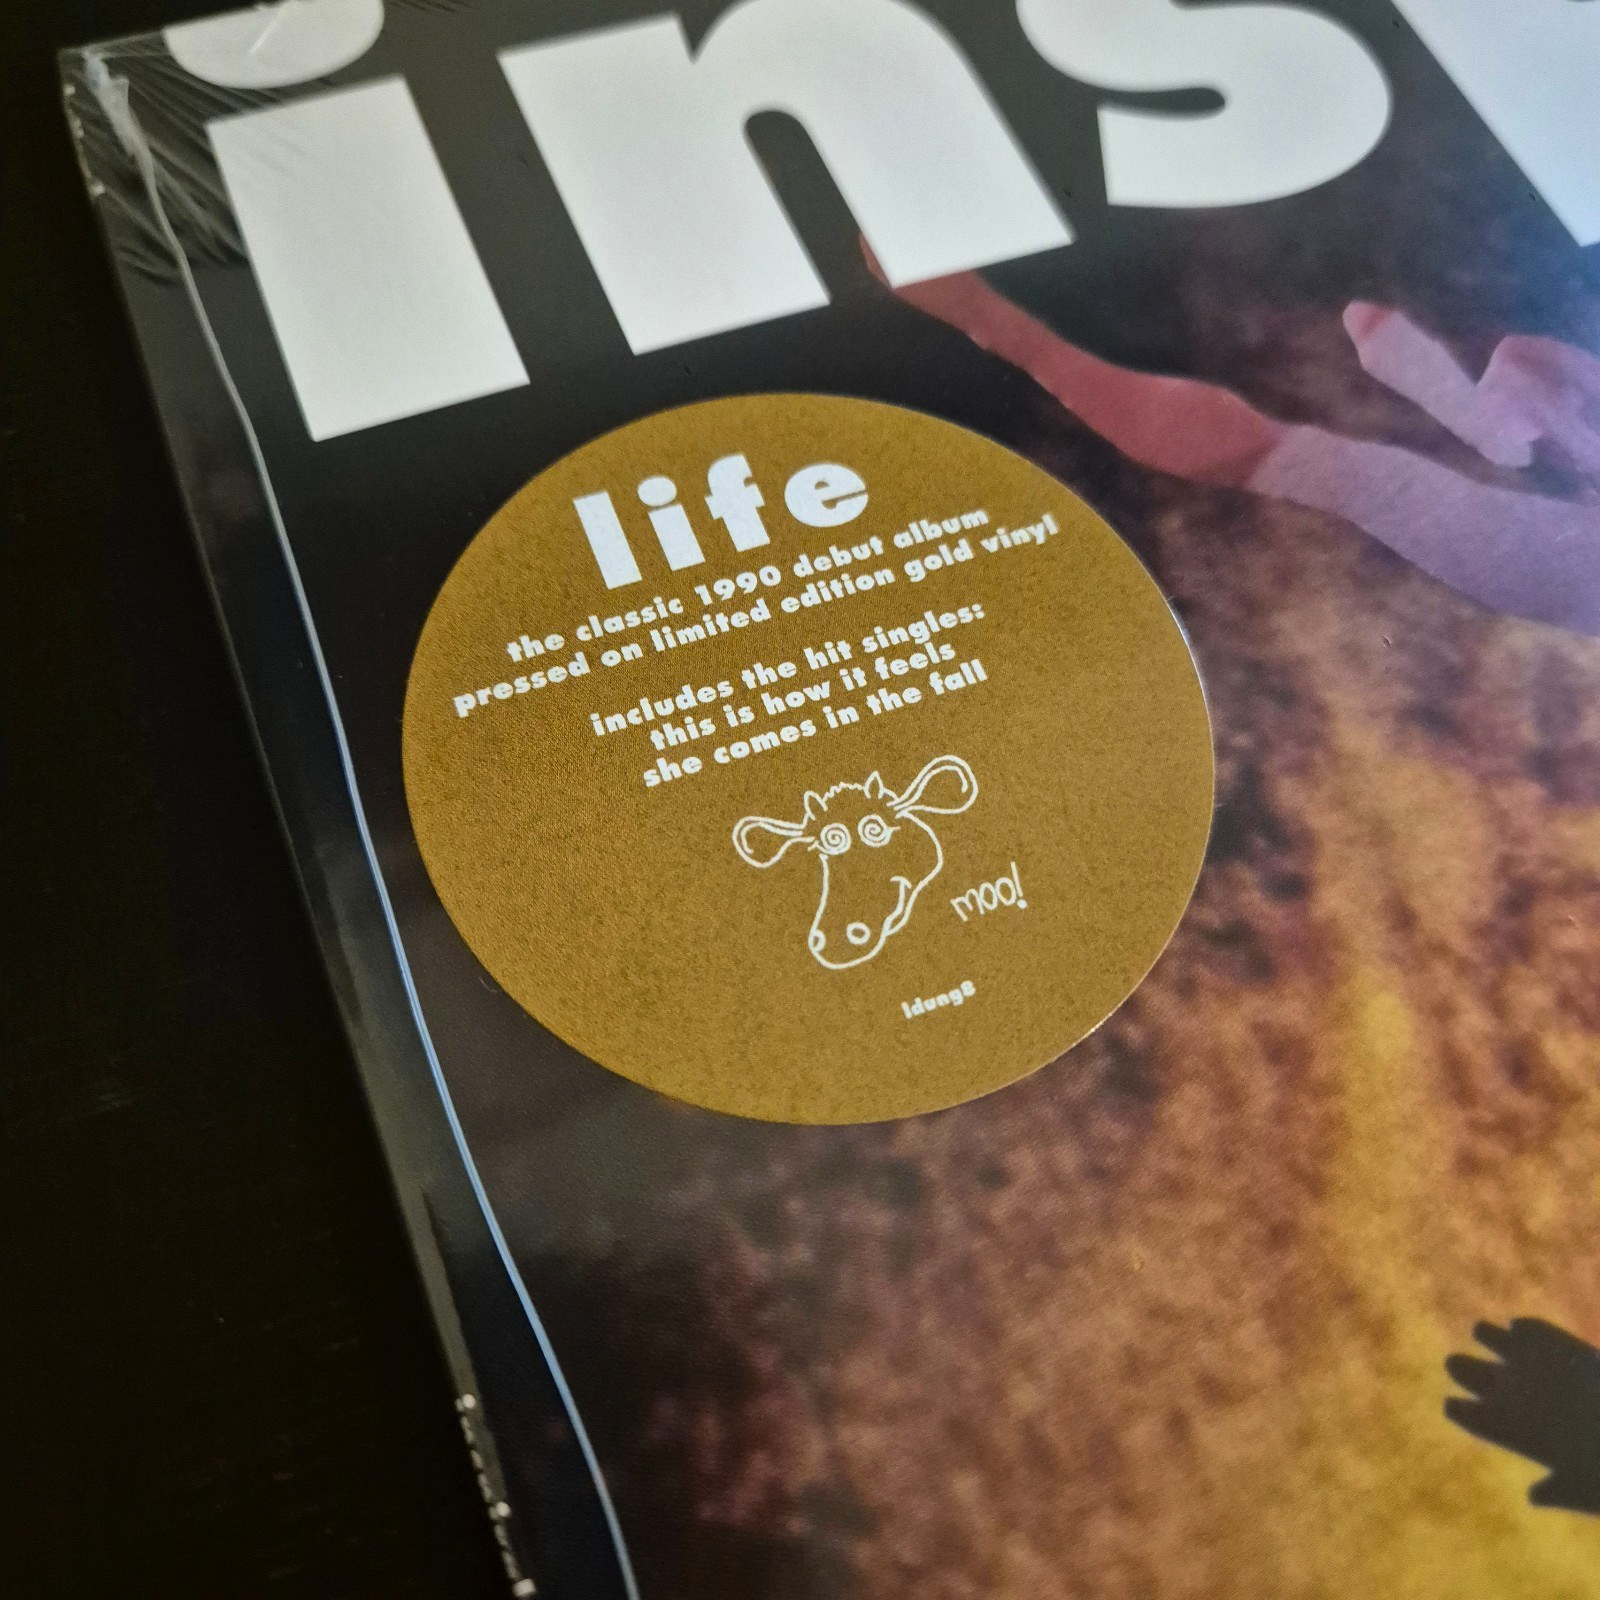 insp
life
the classic 1990 debut album
pressed on limited edition gold vinyl
includes the hit singles:
this is how it feels
she comes in the fall
moo!
ldung8